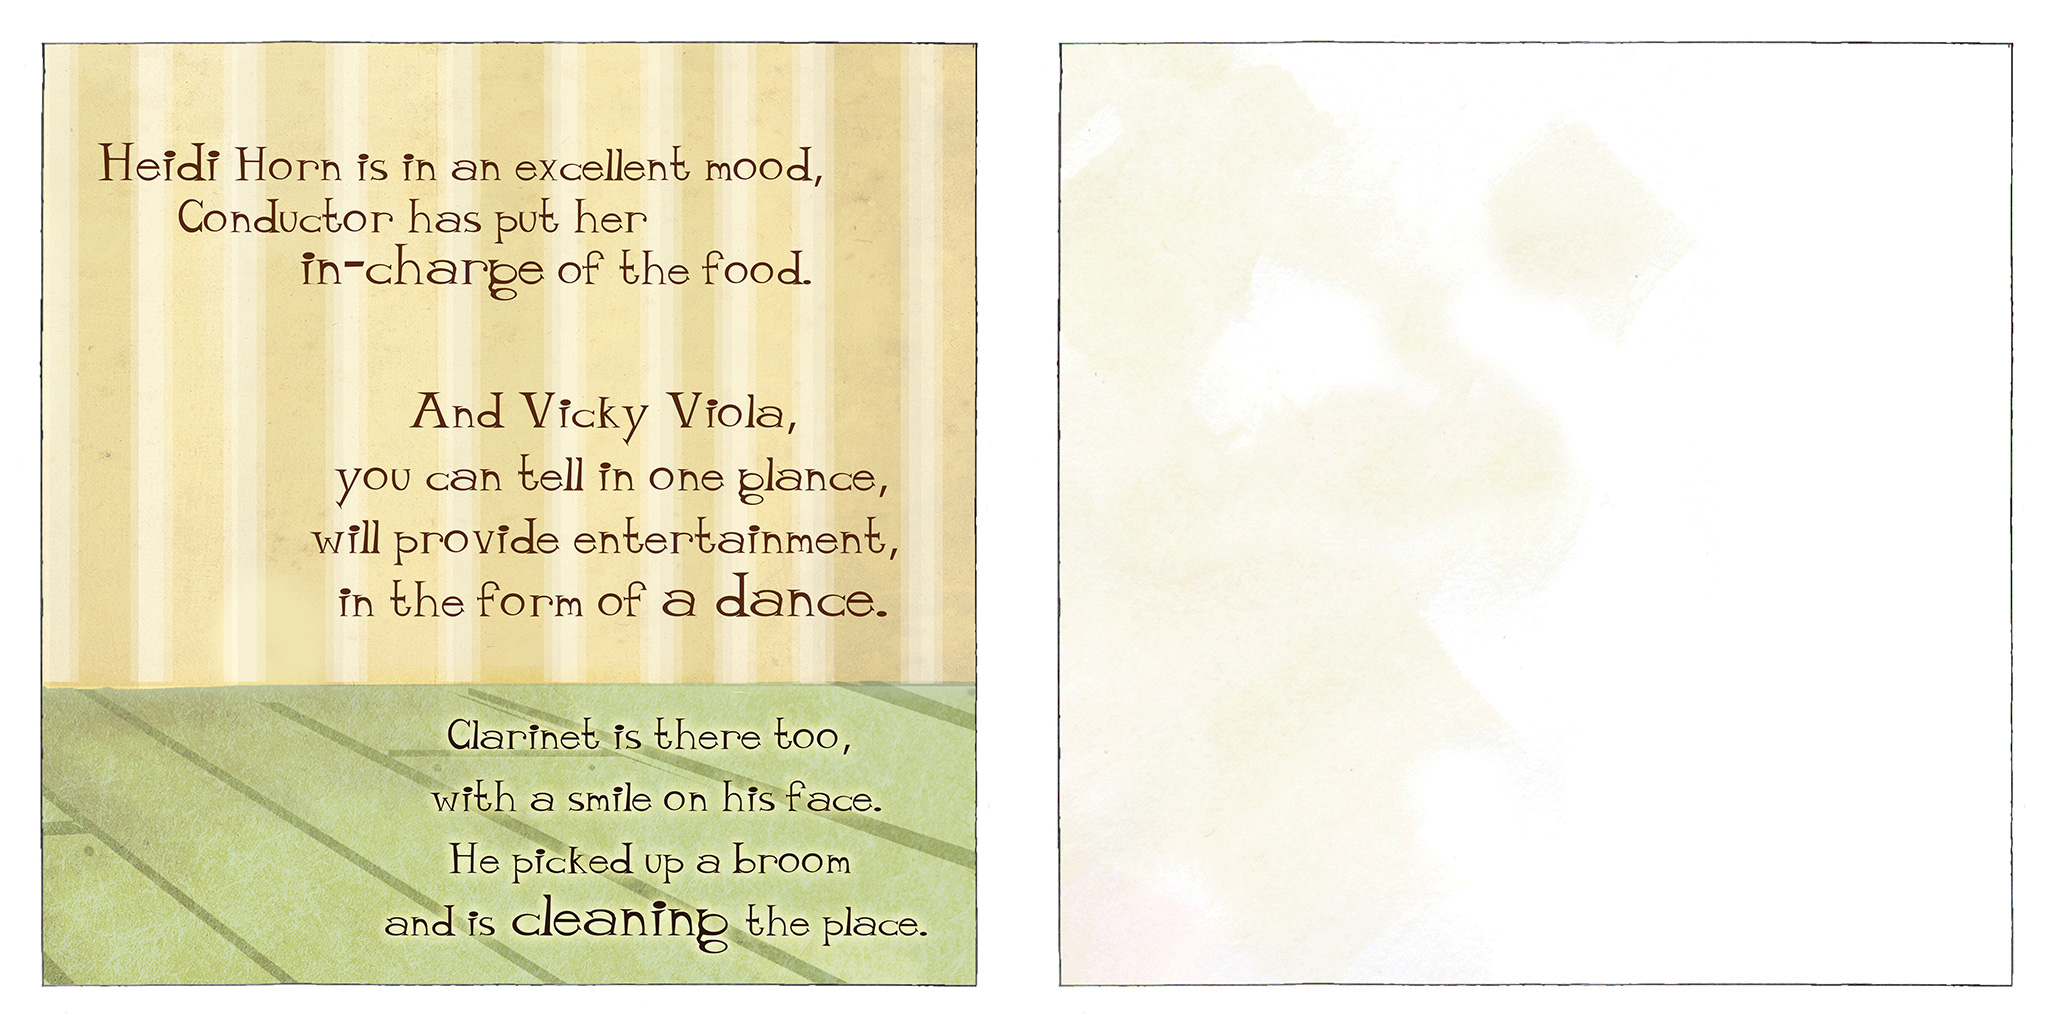 Heidi Horn is in an excellent mood,
Conductor has put her
in-charge of the food.
And Vicky Viola,
you can tell in one glance,
will provide entertainment,
in the form of a dance.
Clarinet is there too,
with a smile on his face.
He picked up a broom
and is cleaning the place.